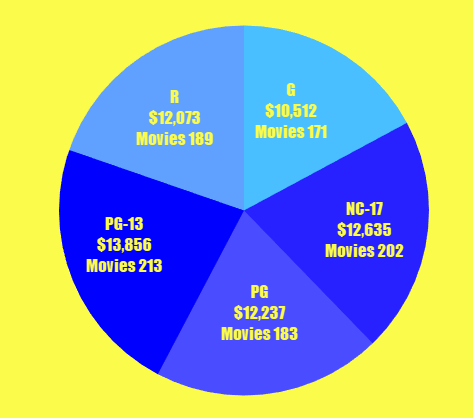 G
$10,512
Movies 171
NC-17
$12,635
Movies 202
PG
$12,237
Movies 183
PG-13
$13,856
Movies 213
R
$12,073
Movies 189